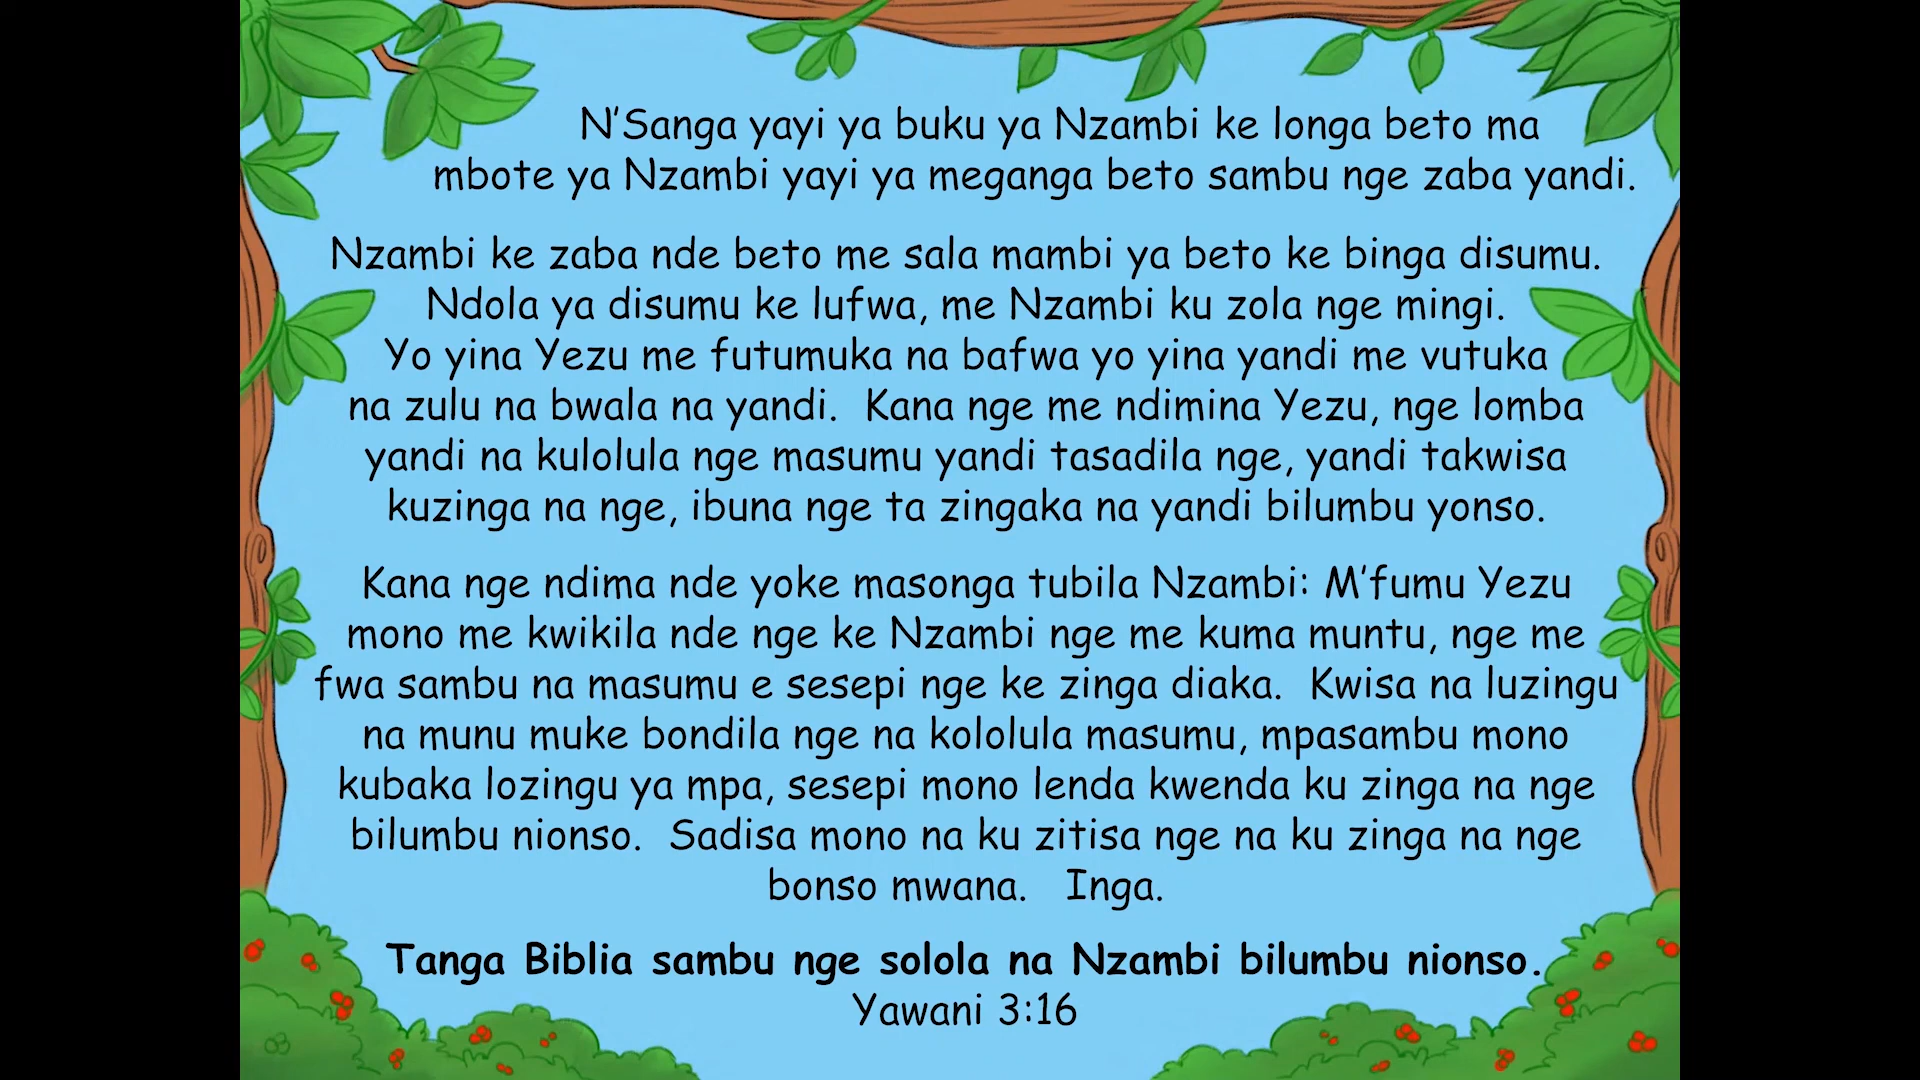 N'Sanga yayi ya buku ya Nzambi ke longa beto ma
mbote ya Nzambi yayi ya meganga beto sambu nge zaba yandi.
Nzambi ke zaba nde beto me sala mambi ya beto ke binga disumu.
Ndola ya disumu ke lufwa, me Nzambi ku zola nge mingi.
Yo yina Yezu me futumuka na bafwa yo yina yandi me vutuka
na zulu na bwala na yandi.  Kana nge me ndimina Yezu, nge lomba
yandi na kulolula nge masumu yandi tasadila nge, yandi takwisa
kuzinga na nge, ibuna nge ta zingaka na yandi bilumbu yonso.
Kana nge ndima nde yoke masonga tubila Nzambi: M'fumu Yezu
mono me kwikila nde nge ke Nzambi nge me kuma muntu, nge me
fwa sambu na masumu e sesepi nge ke zinga diaka.  Kwisa na luzingu
na munu muke bondila nge na kololula masumu, mpasambu mono
kubaka lozingu ya mpa, sesepi mono lenda kwenda ku zinga na nge
bilumbu nionso.  Sadisa mono na ku zitisa nge na ku zinga na nge
bonso mwana.   Inga.
Tanga Biblia sambu nge solola na Nzambi bilumbu nionso.
Yawani 3:16